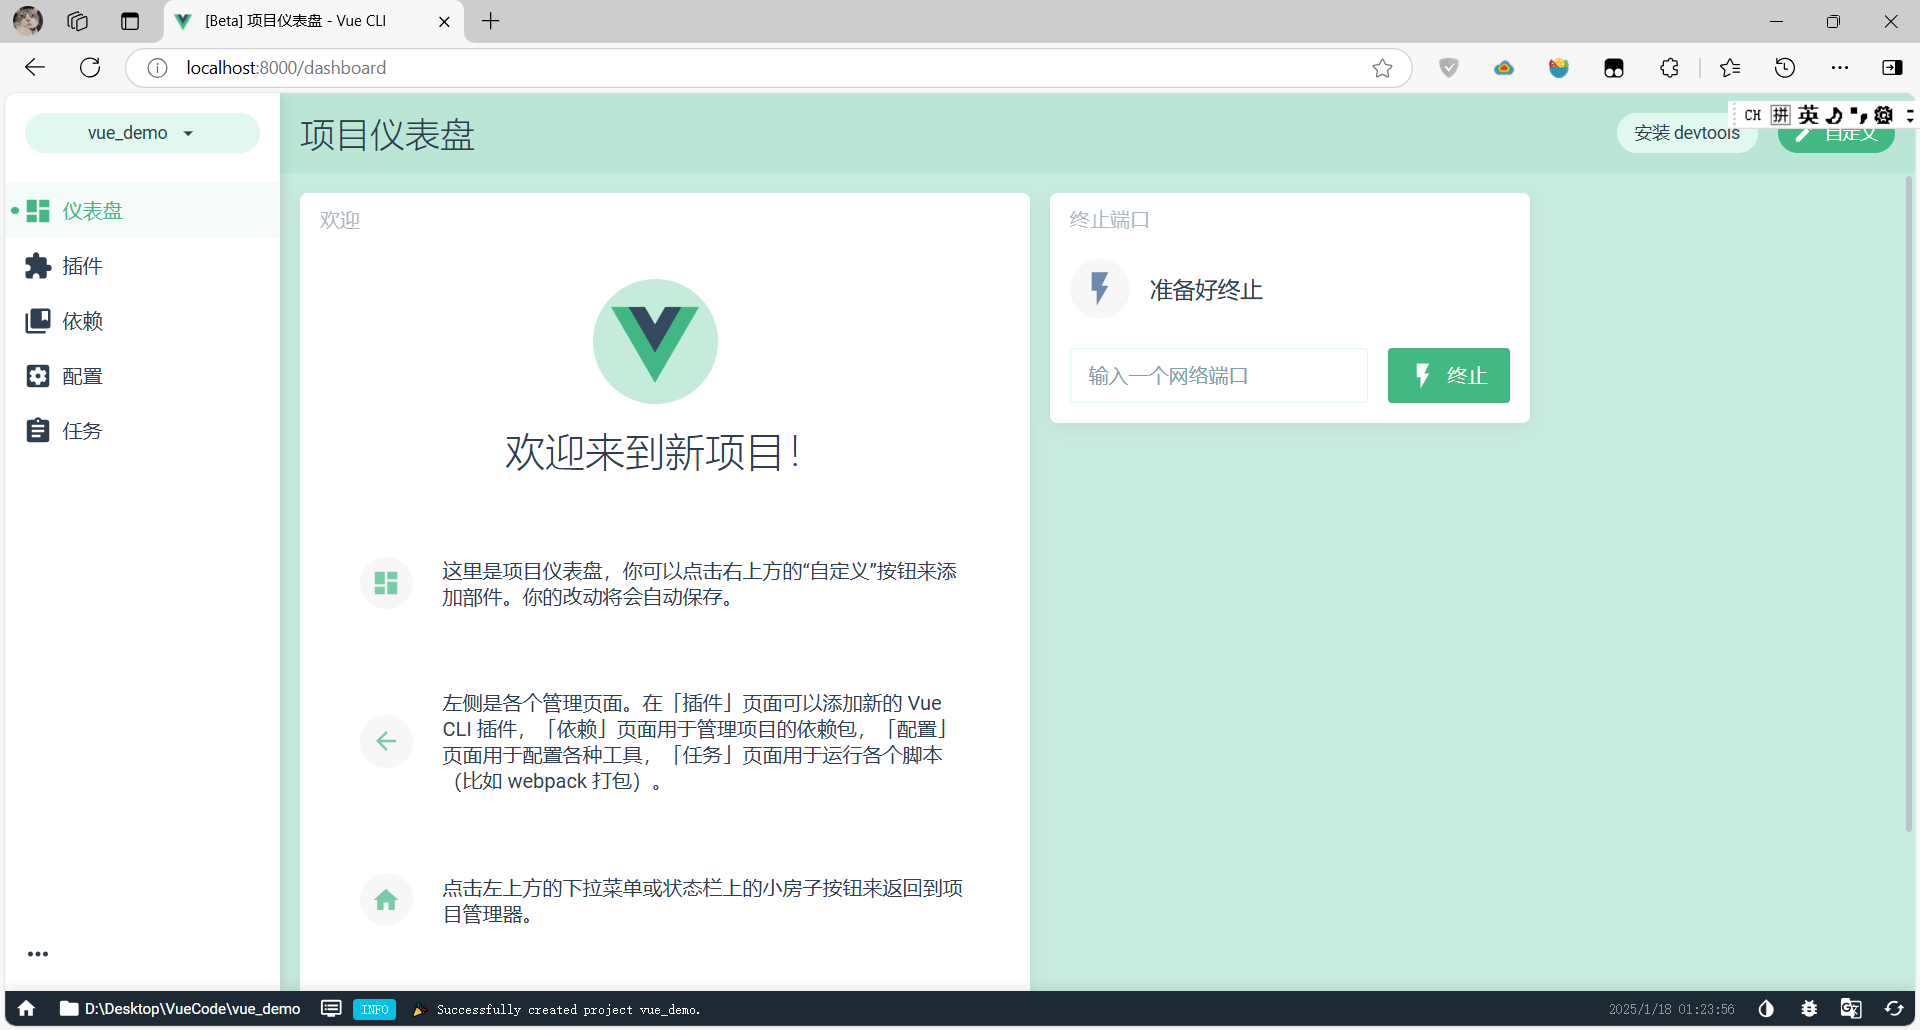 [Beta] 项目仪表盘 - Vue CLI
localhost:8000/dashboard
CH 拼 英
vue_demo
项目仪表盘
安装 devtools
自定义
仪表盘
插件
依赖
配置
任务
欢迎
欢迎来到新项目！
这里是项目仪表盘，你可以点击右上方的“自定义”按钮来添
加部件。你的改动将会自动保存。
左侧是各个管理页面。在「插件」页面可以添加新的 Vue
CLI 插件，「依赖」页面用于管理项目的依赖包，「配置」
页面用于配置各种工具，「任务」页面用于运行各个脚本
（比如 webpack 打包）。
点击左上方的下拉菜单或状态栏上的小房子按钮来返回到项
目管理器。
终止端口
准备好终止
输入一个网络端口
终止
D:\Desktop\VueCode\vue_demo
INFO
Successfully created project vue_demo.
2025/1/18 01:23:56